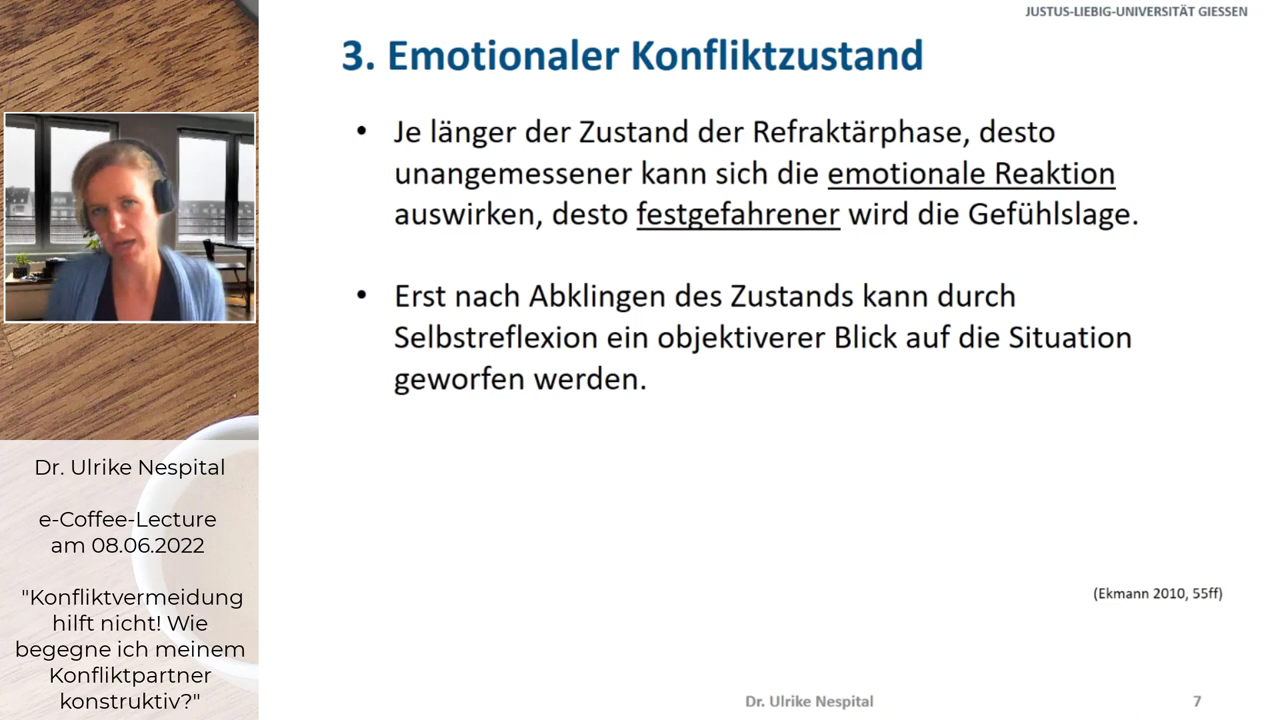 JUSTUS-LIEBIG-UNIVERSITÄT GIESSEN
3. Emotionaler Konfliktzustand
• Je länger der Zustand der Refraktärphase, desto
unangemessener kann sich die emotionale Reaktion
auswirken, desto festgefahrener wird die Gefühlslage.
• Erst nach Abklingen des Zustands kann durch
Selbstreflexion ein objektiverer Blick auf die Situation
geworfen werden.
(Ekmann 2010, 55ff)
Dr. Ulrike Nespital
7
Dr. Ulrike Nespital
e-Coffee-Lecture
am 08.06.2022
"Konfliktvermeidung
hilft nicht! Wie
begegne ich meinem
Konfliktpartner
konstruktiv?"